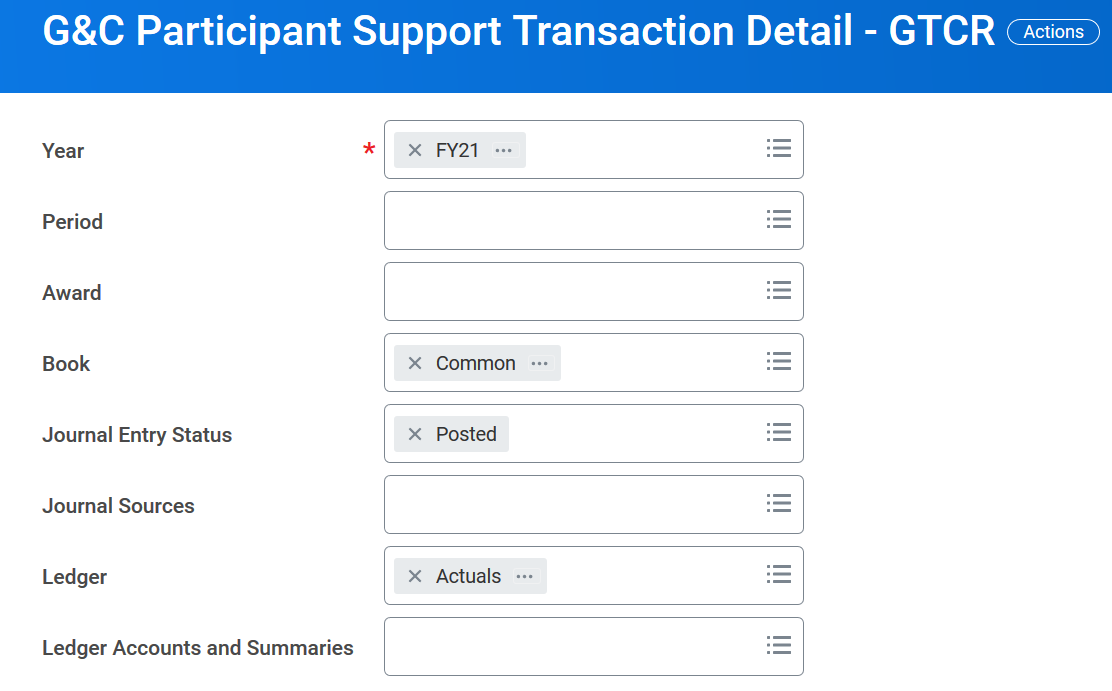 G&C Participant Support Transaction Detail - GTCR Actions
Year * FY21
Period
Award
Book Common
Journal Entry Status Posted
Journal Sources
Ledger Actuals
Ledger Accounts and Summaries